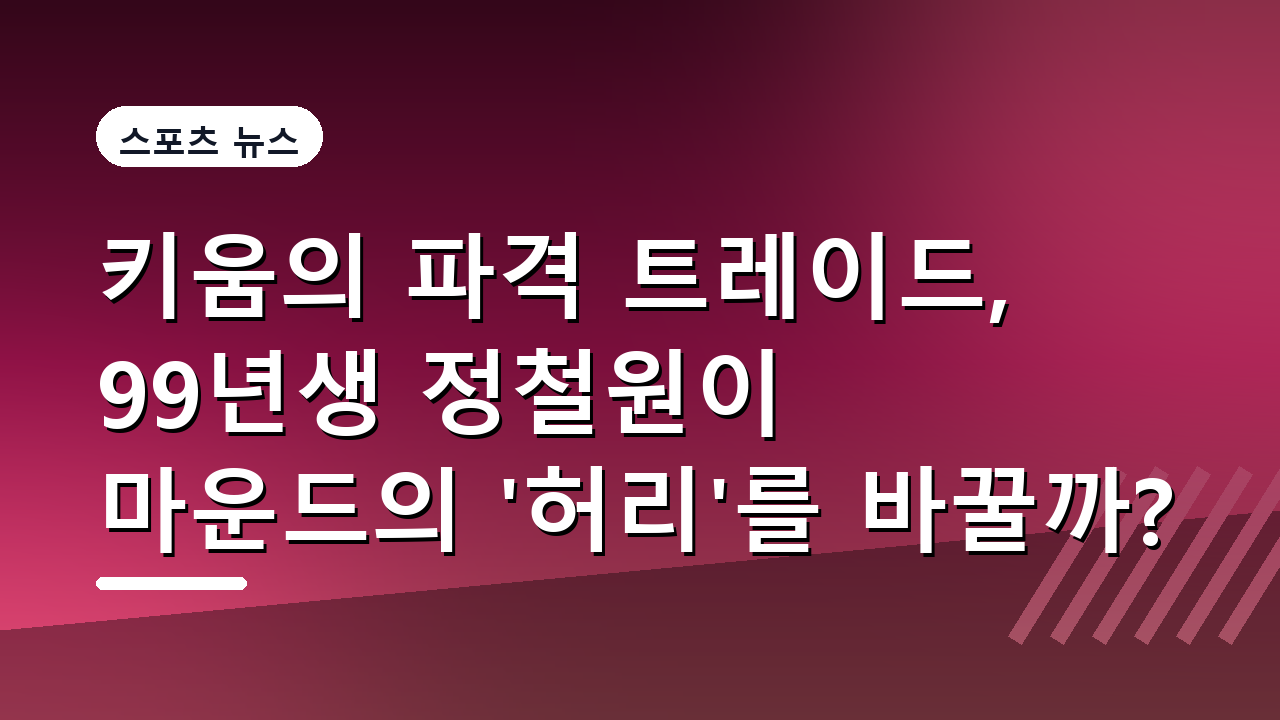 스포츠 뉴스
키움의 파격 트레이드,
99년생 정철원이
마운드의 '허리'를 바꿀까?